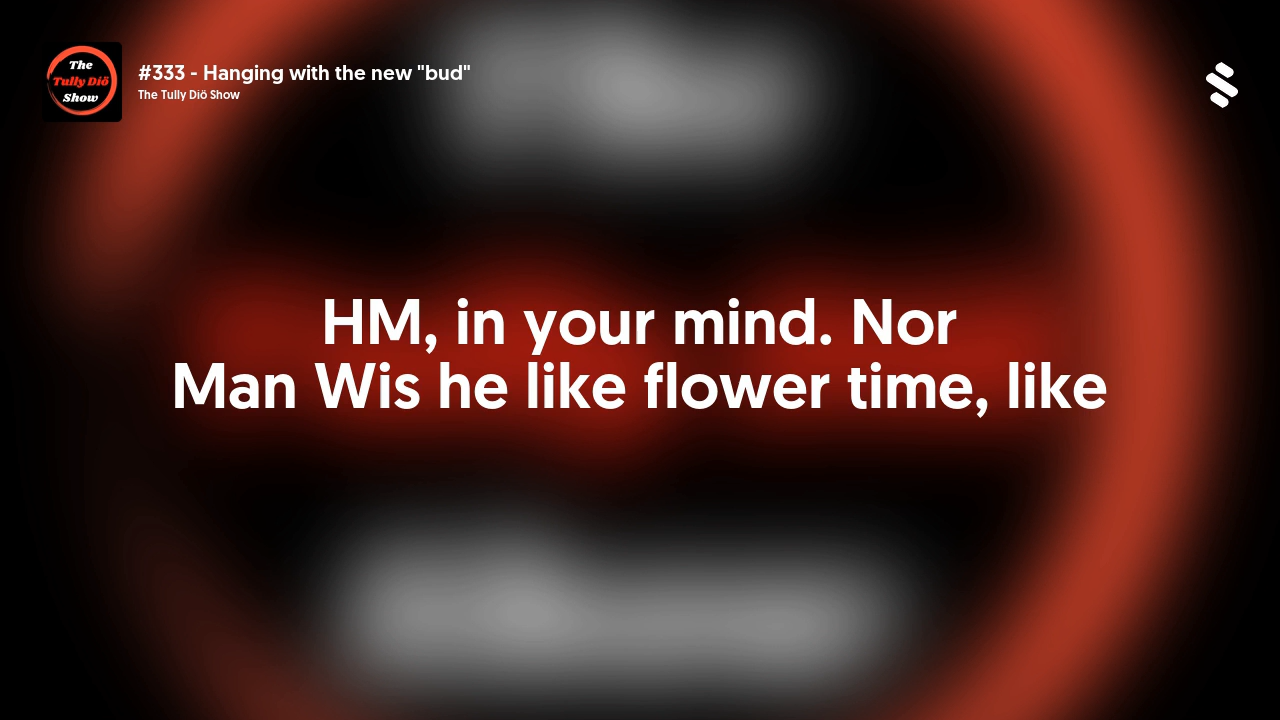 The
Tully Diö
Show
#333 - Hanging with the new "bud"
The Tully Diö Show
HM, in your mind. Nor
Man Wis he like flower time, like